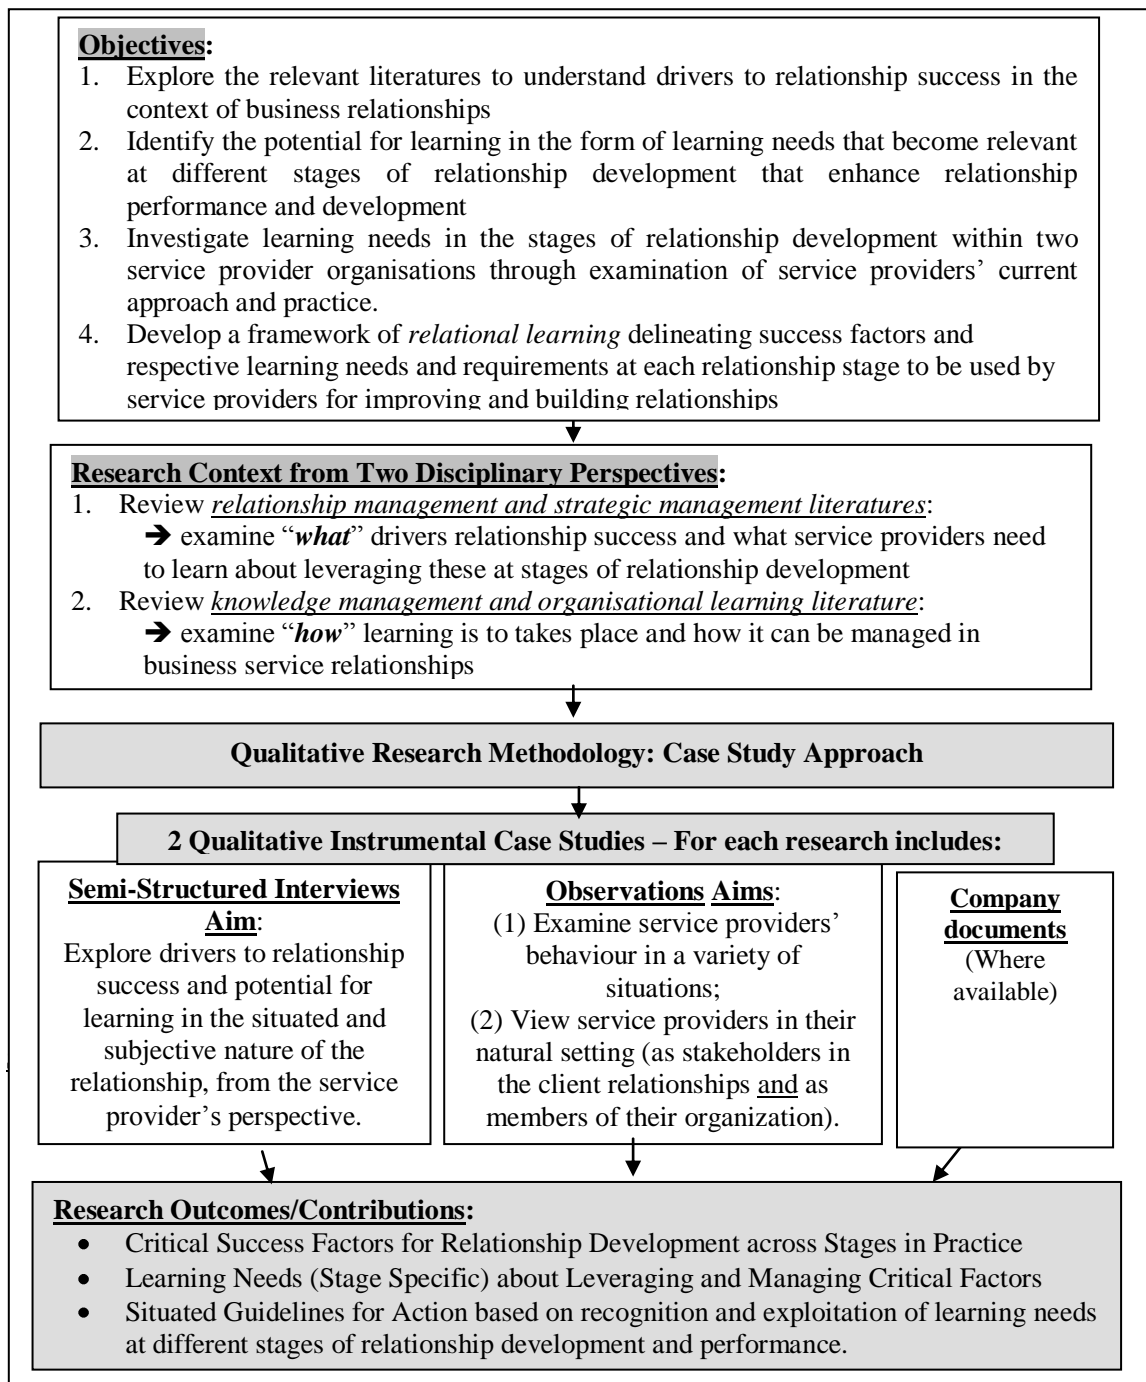 Objectives:
1. Explore the relevant literatures to understand drivers to relationship success in the
context of business relationships
2. Identify the potential for learning in the form of learning needs that become relevant
at different stages of relationship development that enhance relationship
performance and development
3. Investigate learning needs in the stages of relationship development within two
service provider organisations through examination of service providers’ current
approach and practice.
4. Develop a framework of relational learning delineating success factors and
respective learning needs and requirements at each relationship stage to be used by
service providers for improving and building relationships
Research Context from Two Disciplinary Perspectives:
1. Review relationship management and strategic management literatures:
➔ examine “what” drivers relationship success and what service providers need
to learn about leveraging these at stages of relationship development
2. Review knowledge management and organisational learning literature:
➔ examine “how” learning is to takes place and how it can be managed in
business service relationships
Qualitative Research Methodology: Case Study Approach
2 Qualitative Instrumental Case Studies – For each research includes:
Semi-Structured Interviews
Aim:
Explore drivers to relationship
success and potential for
learning in the situated and
subjective nature of the
relationship, from the service
provider’s perspective.
Observations Aims:
(1) Examine service providers’
behaviour in a variety of
situations;
(2) View service providers in their
natural setting (as stakeholders in
the client relationships and as
members of their organization).
Company
documents
(Where
available)
Research Outcomes/Contributions:
• Critical Success Factors for Relationship Development across Stages in Practice
• Learning Needs (Stage Specific) about Leveraging and Managing Critical Factors
• Situated Guidelines for Action based on recognition and exploitation of learning needs
at different stages of relationship development and performance.